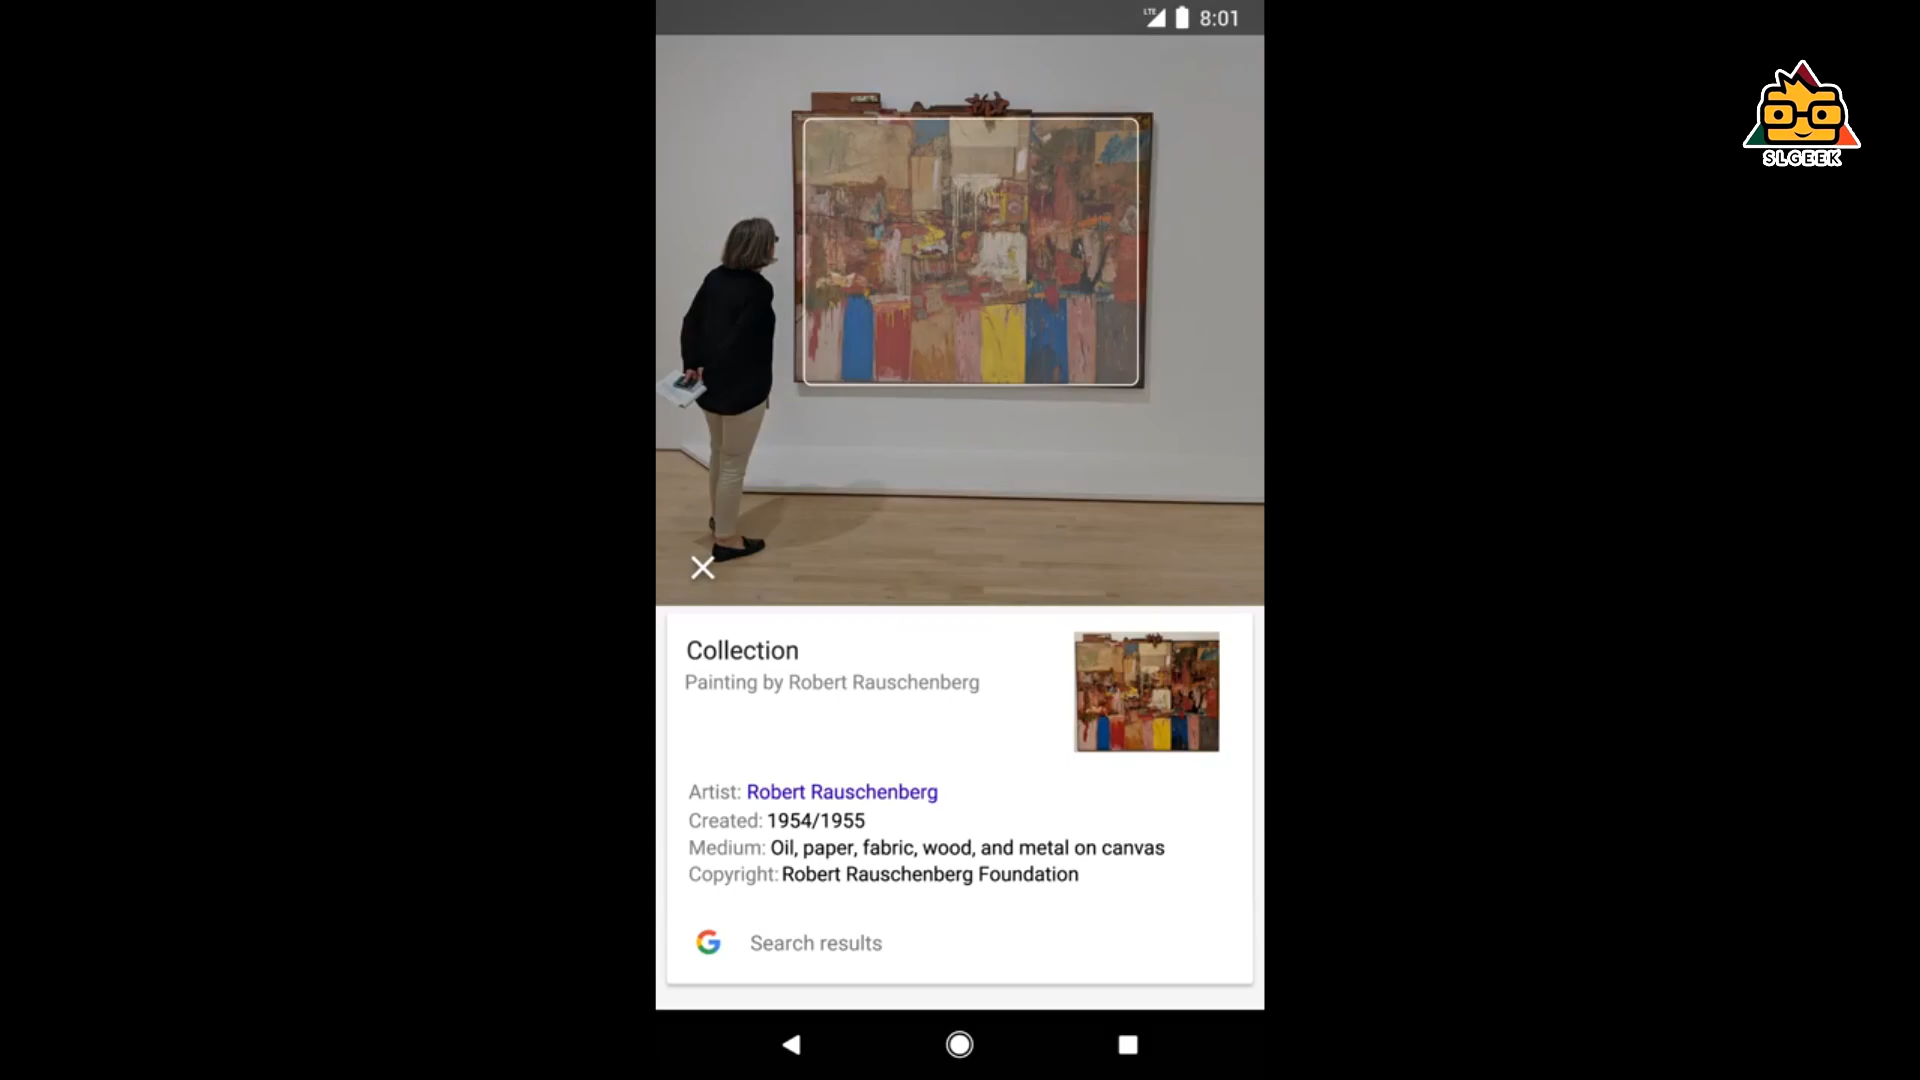 LTE 8:01
SLGEEK
Collection
Painting by Robert Rauschenberg
Artist: Robert Rauschenberg
Created: 1954/1955
Medium: Oil, paper, fabric, wood, and metal on canvas
Copyright: Robert Rauschenberg Foundation
G Search results